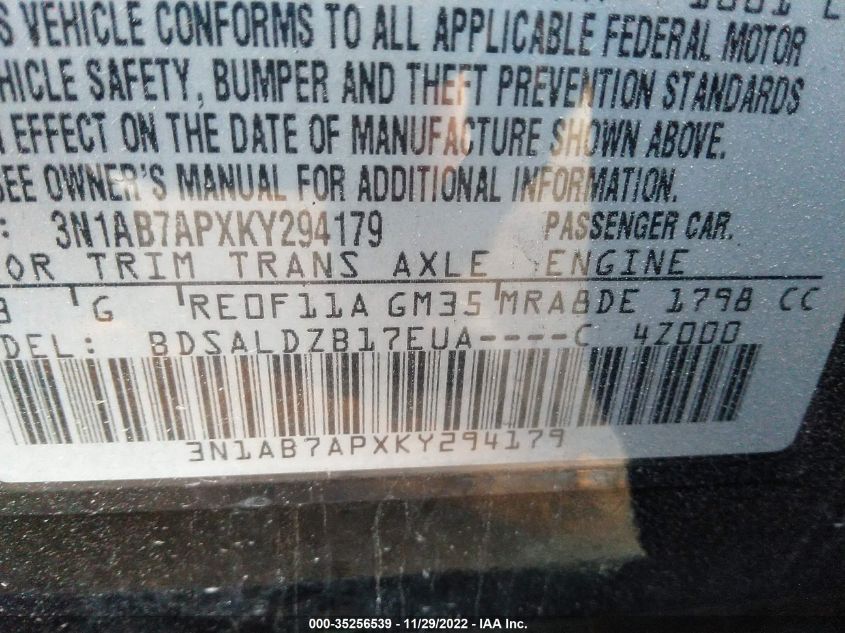 S VEHICLE CONFORMS TO ALL APPLICABLE FEDERAL MOTOR
HICLE SAFETY, BUMPER AND THEFT PREVENTION STANDARDS
EFFECT ON THE DATE OF MANUFACTURE SHOWN ABOVE.
SEE OWNER'S MANUAL FOR ADDITIONAL INFORMATION.
: 3N1AB7APXKY294179 PASSENGER CAR.
OR TRIM TRANS AXLE ENGINE
G RE0F11A GM35 MRA8DE 1798 CC
DEL: BDSALDZB17EUA----C 4Z000
3N1AB7APXKY294179
000-35256539 - 11/29/2022 - IAA Inc.